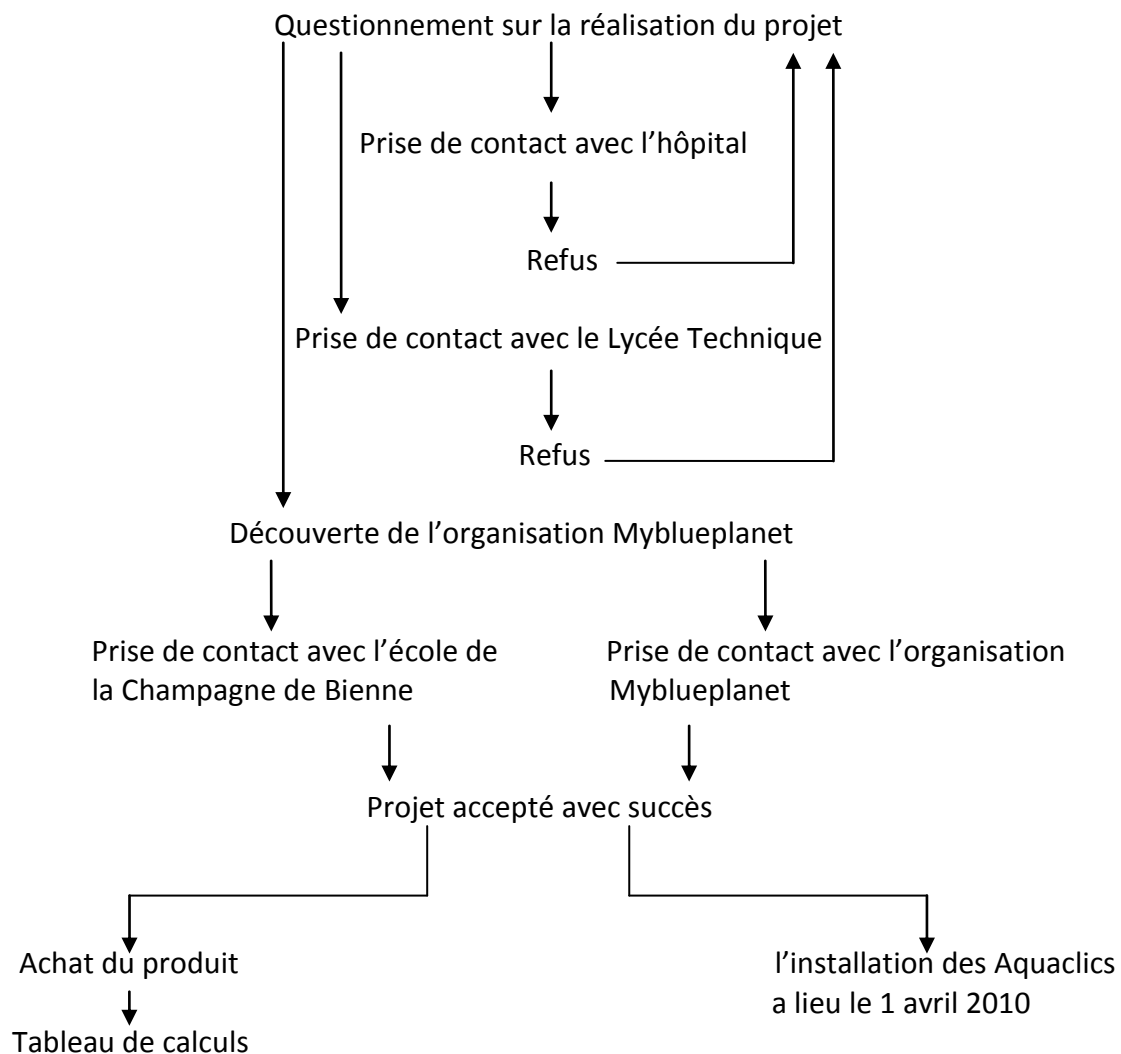 Questionnement sur la réalisation du projet
Prise de contact avec l’hôpital
Refus
Prise de contact avec le Lycée Technique
Refus
Découverte de l’organisation Myblueplanet
Prise de contact avec l’école de
la Champagne de Bienne
Prise de contact avec l’organisation
Myblueplanet
Projet accepté avec succès
Achat du produit
Tableau de calculs
l’installation des Aquaclics
a lieu le 1 avril 2010